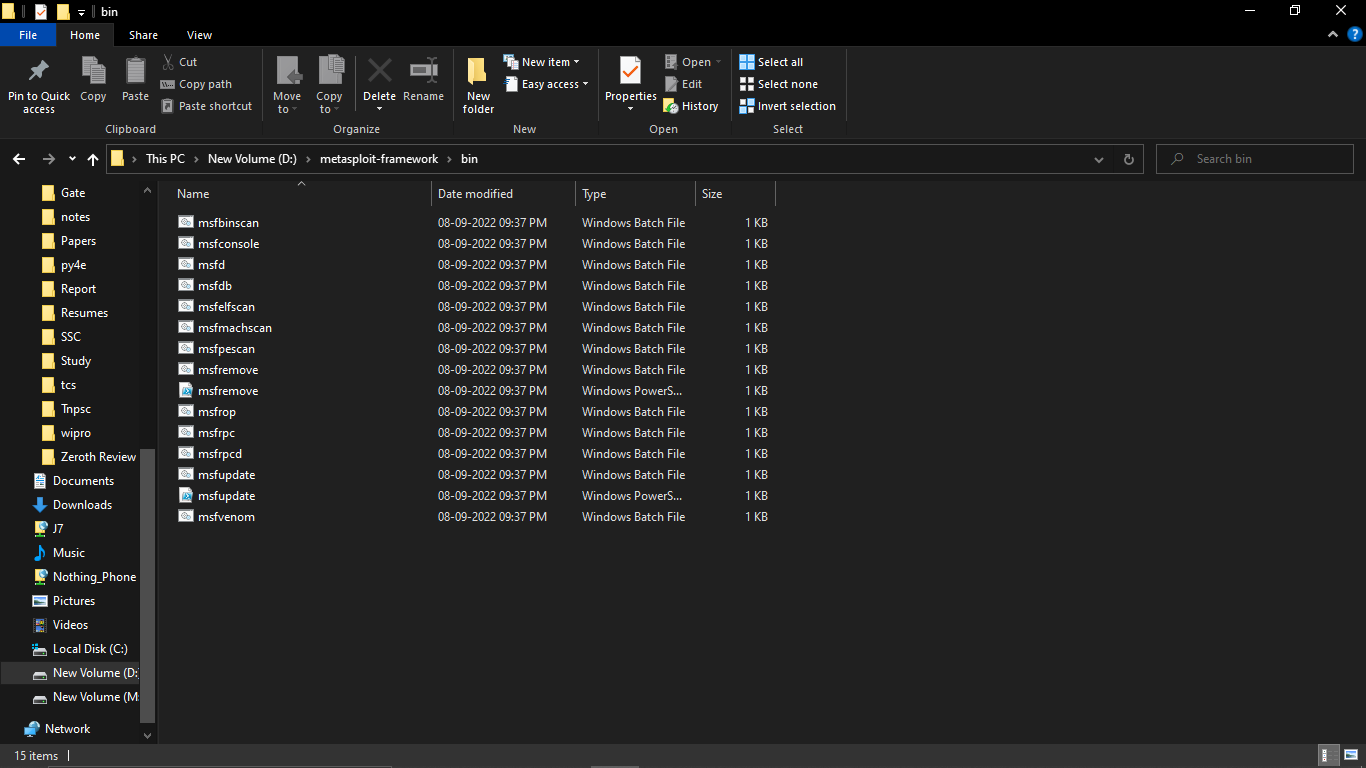 bin
File Home Share View
Pin to Quick access
Copy
Paste
Cut
Copy path
Paste shortcut
Clipboard
Move to
Copy to
Delete
Rename
Organize
New folder
New item
Easy access
New
Properties
Open
Edit
History
Open
Select all
Select none
Invert selection
Select
This PC New Volume (D:) metasploit-framework bin
Search bin
Gate
notes
Papers
py4e
Report
Resumes
SSC
Study
tcs
Tnpsc
wipro
Zeroth Review
Documents
Downloads
J7
Music
Nothing_Phone
Pictures
Videos
Local Disk (C:)
New Volume (D:
New Volume (M:
Network
Name Date modified Type Size
msfbinscan 08-09-2022 09:37 PM Windows Batch File 1 KB
msfconsole 08-09-2022 09:37 PM Windows Batch File 1 KB
msfd 08-09-2022 09:37 PM Windows Batch File 1 KB
msfdb 08-09-2022 09:37 PM Windows Batch File 1 KB
msfelfscan 08-09-2022 09:37 PM Windows Batch File 1 KB
msfmachscan 08-09-2022 09:37 PM Windows Batch File 1 KB
msfpescan 08-09-2022 09:37 PM Windows Batch File 1 KB
msfremove 08-09-2022 09:37 PM Windows Batch File 1 KB
msfremove 08-09-2022 09:37 PM Windows PowerS... 1 KB
msfrop 08-09-2022 09:37 PM Windows Batch File 1 KB
msfrpc 08-09-2022 09:37 PM Windows Batch File 1 KB
msfrpcd 08-09-2022 09:37 PM Windows Batch File 1 KB
msfupdate 08-09-2022 09:37 PM Windows Batch File 1 KB
msfupdate 08-09-2022 09:37 PM Windows PowerS... 1 KB
msfvenom 08-09-2022 09:37 PM Windows Batch File 1 KB
15 items